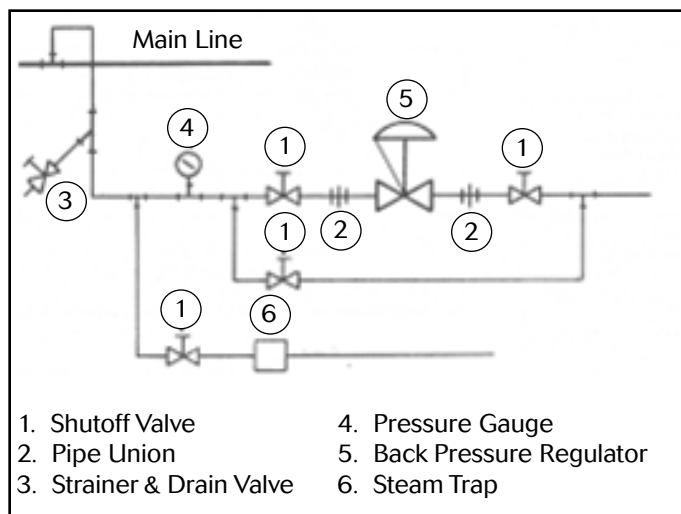 Main Line
5
4
1
1
3
2
1
2
1
6
1. Shutoff Valve
2. Pipe Union
3. Strainer & Drain Valve
4. Pressure Gauge
5. Back Pressure Regulator
6. Steam Trap